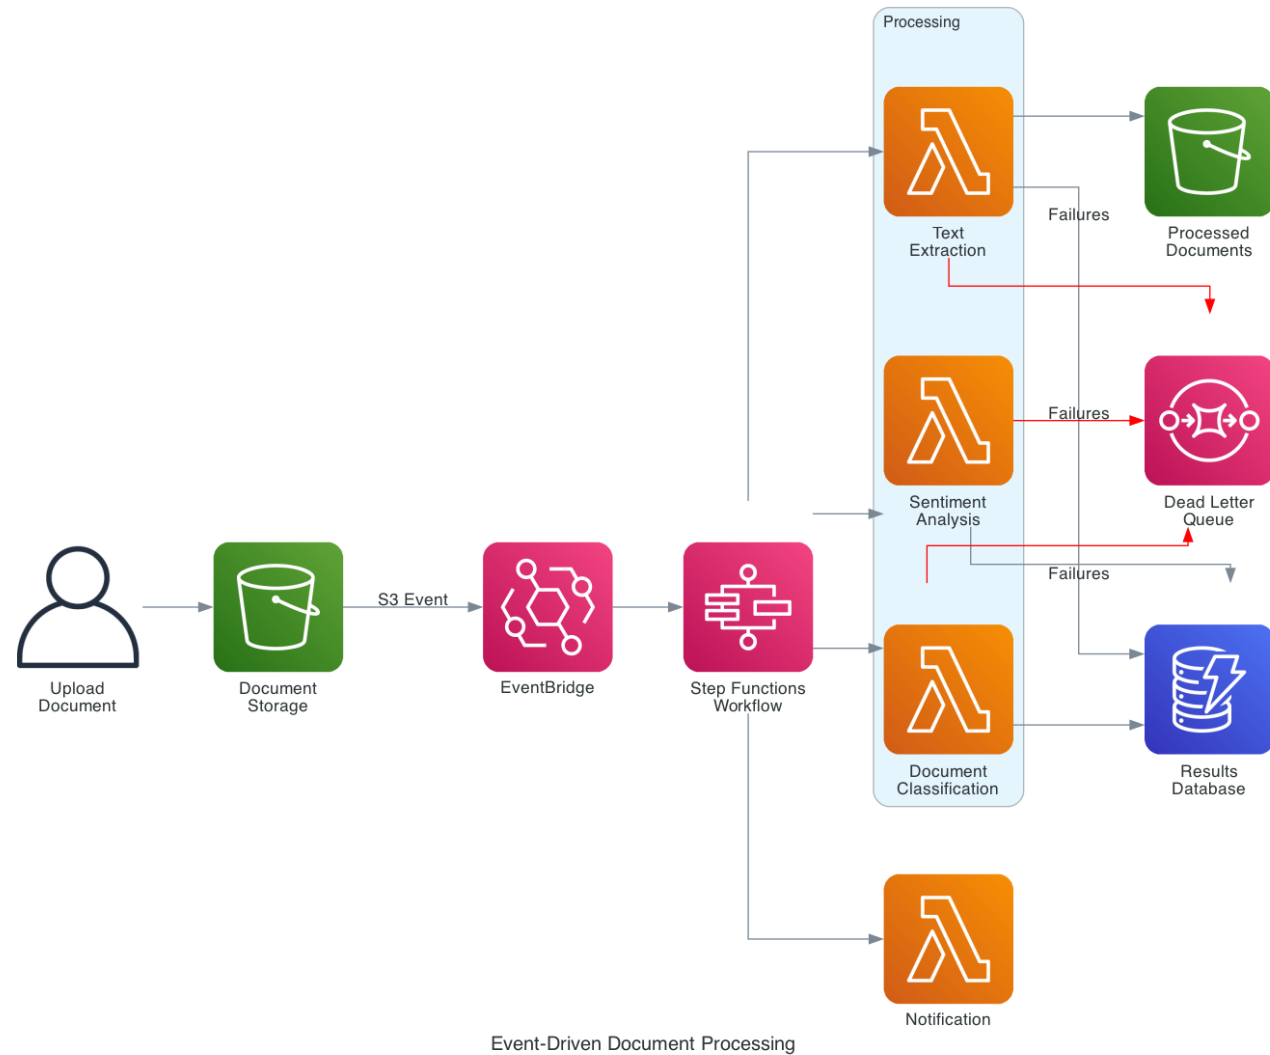 Processing
Text
Extraction
Failures
Processed
Documents
Sentiment
Analysis
Failures
Dead Letter
Queue
Failures
Upload
Document
Document
Storage
S3 Event
EventBridge
Step Functions
Workflow
Document
Classification
Results
Database
Notification
Event-Driven Document Processing